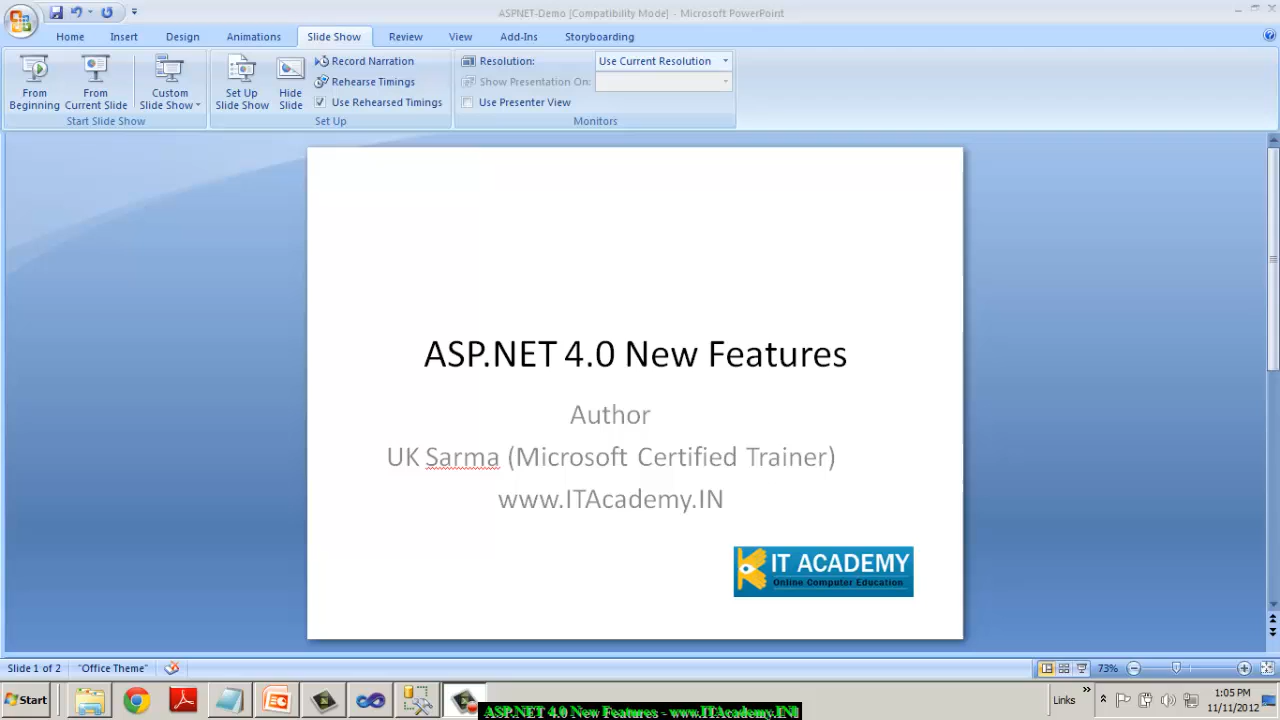 ASPNET-Demo [Compatibility Mode] - Microsoft PowerPoint
Home Insert Design Animations Slide Show Review View Add-Ins Storyboarding
From Beginning
From Current Slide
Custom Slide Show
Start Slide Show
Set Up Slide Show
Hide Slide
Record Narration
Rehearse Timings
Use Rehearsed Timings
Set Up
Resolution: Use Current Resolution
Show Presentation On:
Use Presenter View
Monitors
ASP.NET 4.0 New Features
Author
UK Sarma (Microsoft Certified Trainer)
www.ITAcademy.IN
IT ACADEMY
Online Computer Education
Slide 1 of 2 "Office Theme" 73%
Start Links 1:05 PM
11/11/2012
ASP.NET 4.0 New Features - www.ITAcademy.IN